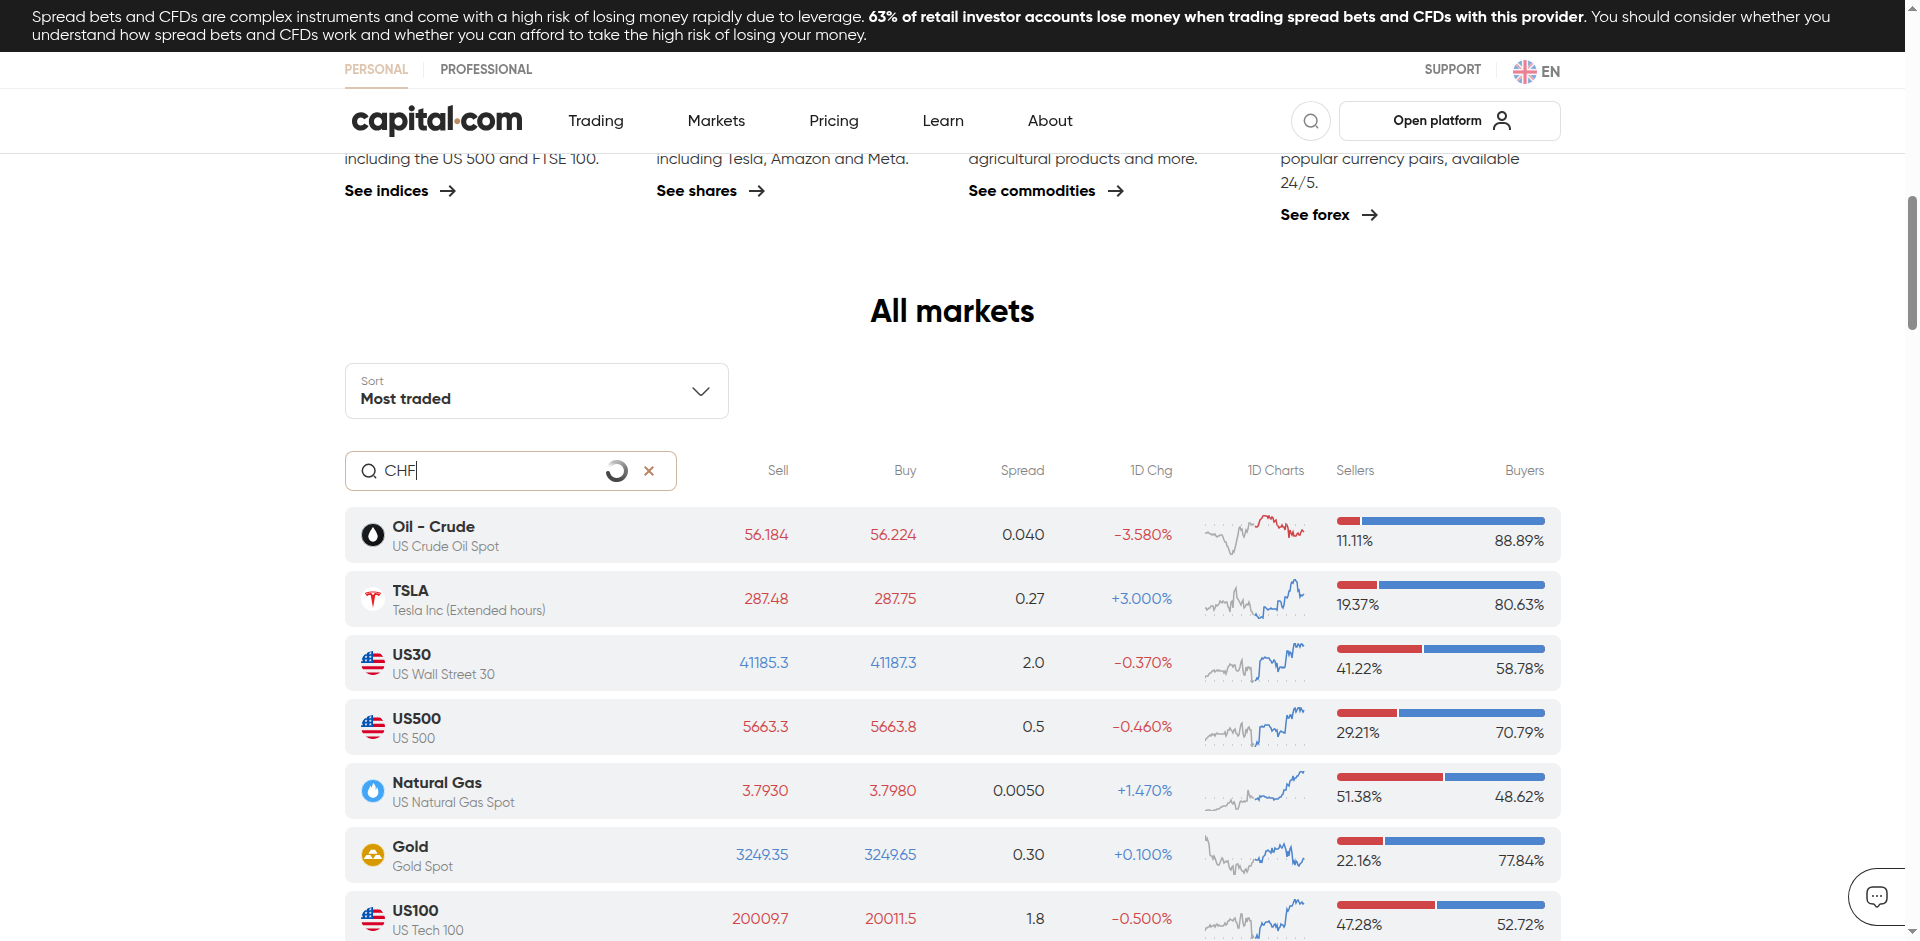 Spread bets and CFDs are complex instruments and come with a high risk of losing money rapidly due to leverage. 63% of retail investor accounts lose money when trading spread bets and CFDs with this provider. You should consider whether you
understand how spread bets and CFDs work and whether you can afford to take the high risk of losing your money.
PERSONAL PROFESSIONAL SUPPORT EN
capital.com Trading Markets Pricing Learn About Open platform
including the US 500 and FTSE 100. including Tesla, Amazon and Meta. agricultural products and more. popular currency pairs, available
24/5.
See indices See shares See commodities
See forex
All markets
Sort
Most traded
CHF Sell Buy Spread 1D Chg 1D Charts Sellers Buyers
Oil - Crude
US Crude Oil Spot
56.184 56.224 0.040 -3.580% 11.11% 88.89%
TSLA
Tesla Inc (Extended hours)
287.48 287.75 0.27 +3.000% 19.37% 80.63%
US30
US Wall Street 30
41185.3 41187.3 2.0 -0.370% 41.22% 58.78%
US500
US 500
5663.3 5663.8 0.5 -0.460% 29.21% 70.79%
Natural Gas
US Natural Gas Spot
3.7930 3.7980 0.0050 +1.470% 51.38% 48.62%
Gold
Gold Spot
3249.35 3249.65 0.30 +0.100% 22.16% 77.84%
US100
US Tech 100
20009.7 20011.5 1.8 -0.500% 47.28% 52.72%